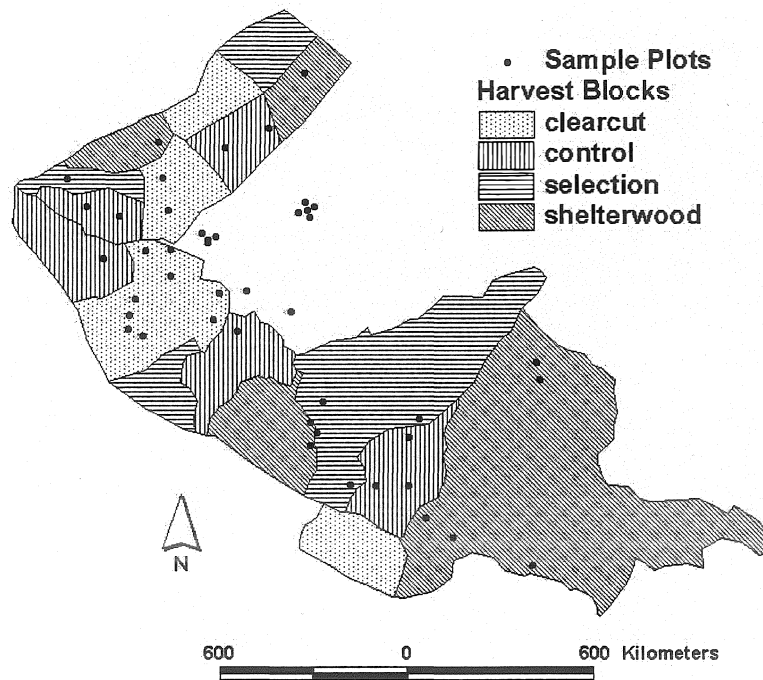 Sample Plots
Harvest Blocks
clearcut
control
selection
shelterwood
N
600 0 600 Kilometers